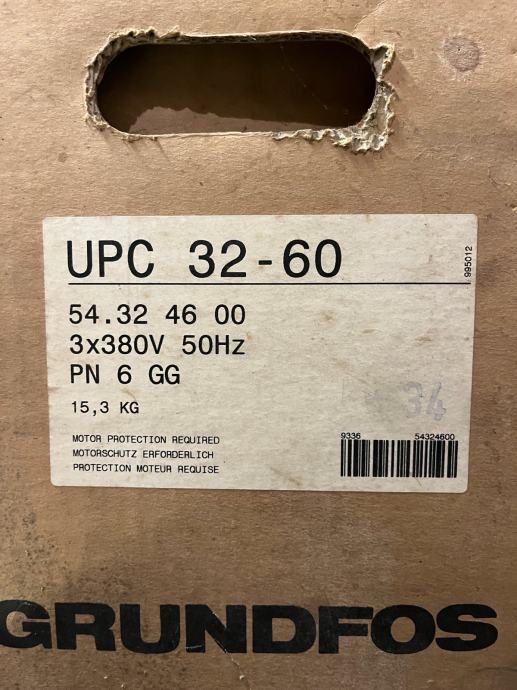 UPC 32-60
995012
54.32 46 00
3x380V 50Hz
PN 6 GG
15,3 KG
34
MOTOR PROTECTION REQUIRED
MOTORSCHUTZ ERFORDERLICH
PROTECTION MOTEUR REQUISE
9336 54324600
GRUNDFOS